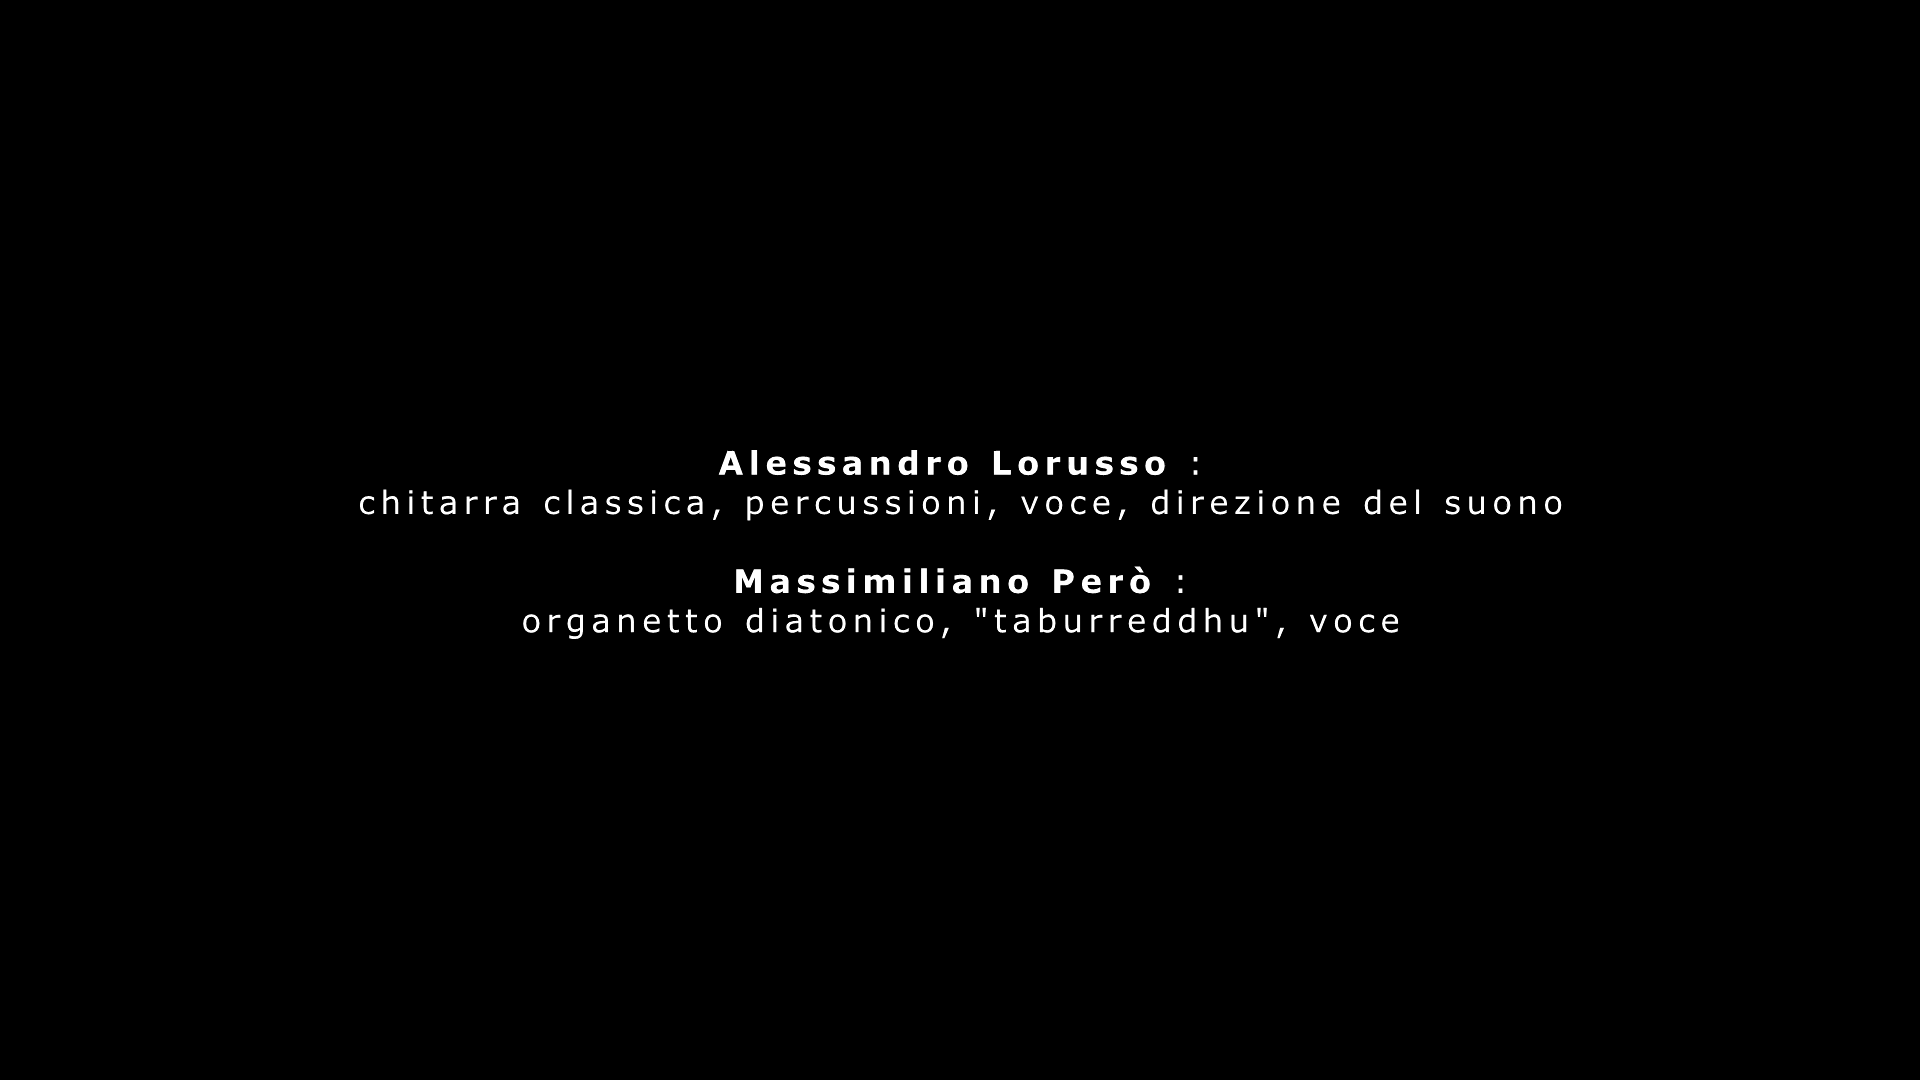 Alessandro Lorusso :
chitarra classica, percussioni, voce, direzione del suono
Massimiliano Però :
organetto diatonico, "taburreddhu", voce